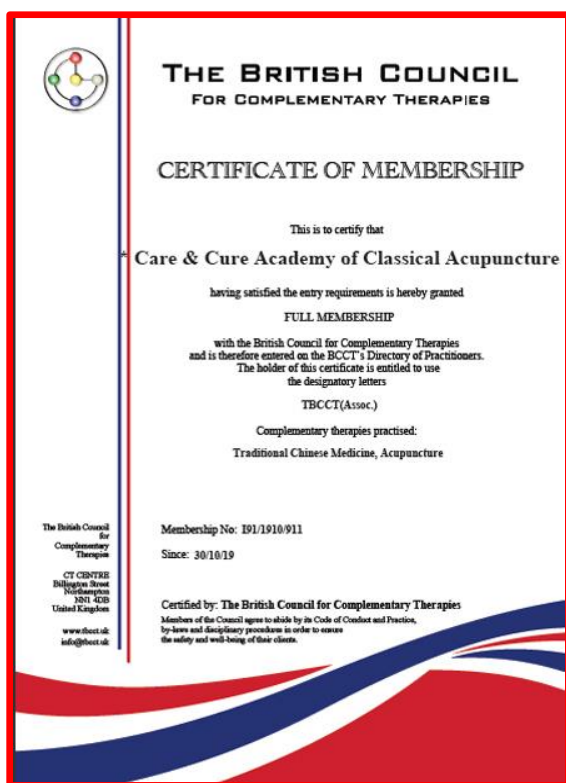 THE BRITISH COUNCIL
FOR COMPLEMENTARY THERAPIES
CERTIFICATE OF MEMBERSHIP
This is to certify that
* Care & Cure Academy of Classical Acupuncture
having satisfied the entry requirements is hereby granted
FULL MEMBERSHIP
with the British Council for Complementary Therapies
and is therefore entered on the BCCT's Directory of Practitioners.
The holder of this certificate is entitled to use
the designatory letters
TBCCT(Assoc.)
Complementary therapies practised:
Traditional Chinese Medicine, Acupuncture
Membership No: I91/1910/911
Since: 30/10/19
Certified by: The British Council for Complementary Therapies
Members of the Council agree to abide by its Code of Conduct and Practice,
by-laws and disciplinary procedures in order to ensure
the safety and well-being of their clients.
The British Council
for
Complementary
Therapies
CT CENTRE
Billington Street
Northampton
NN1 4DB
United Kingdom
www.tbcct.uk
info@tbcct.uk